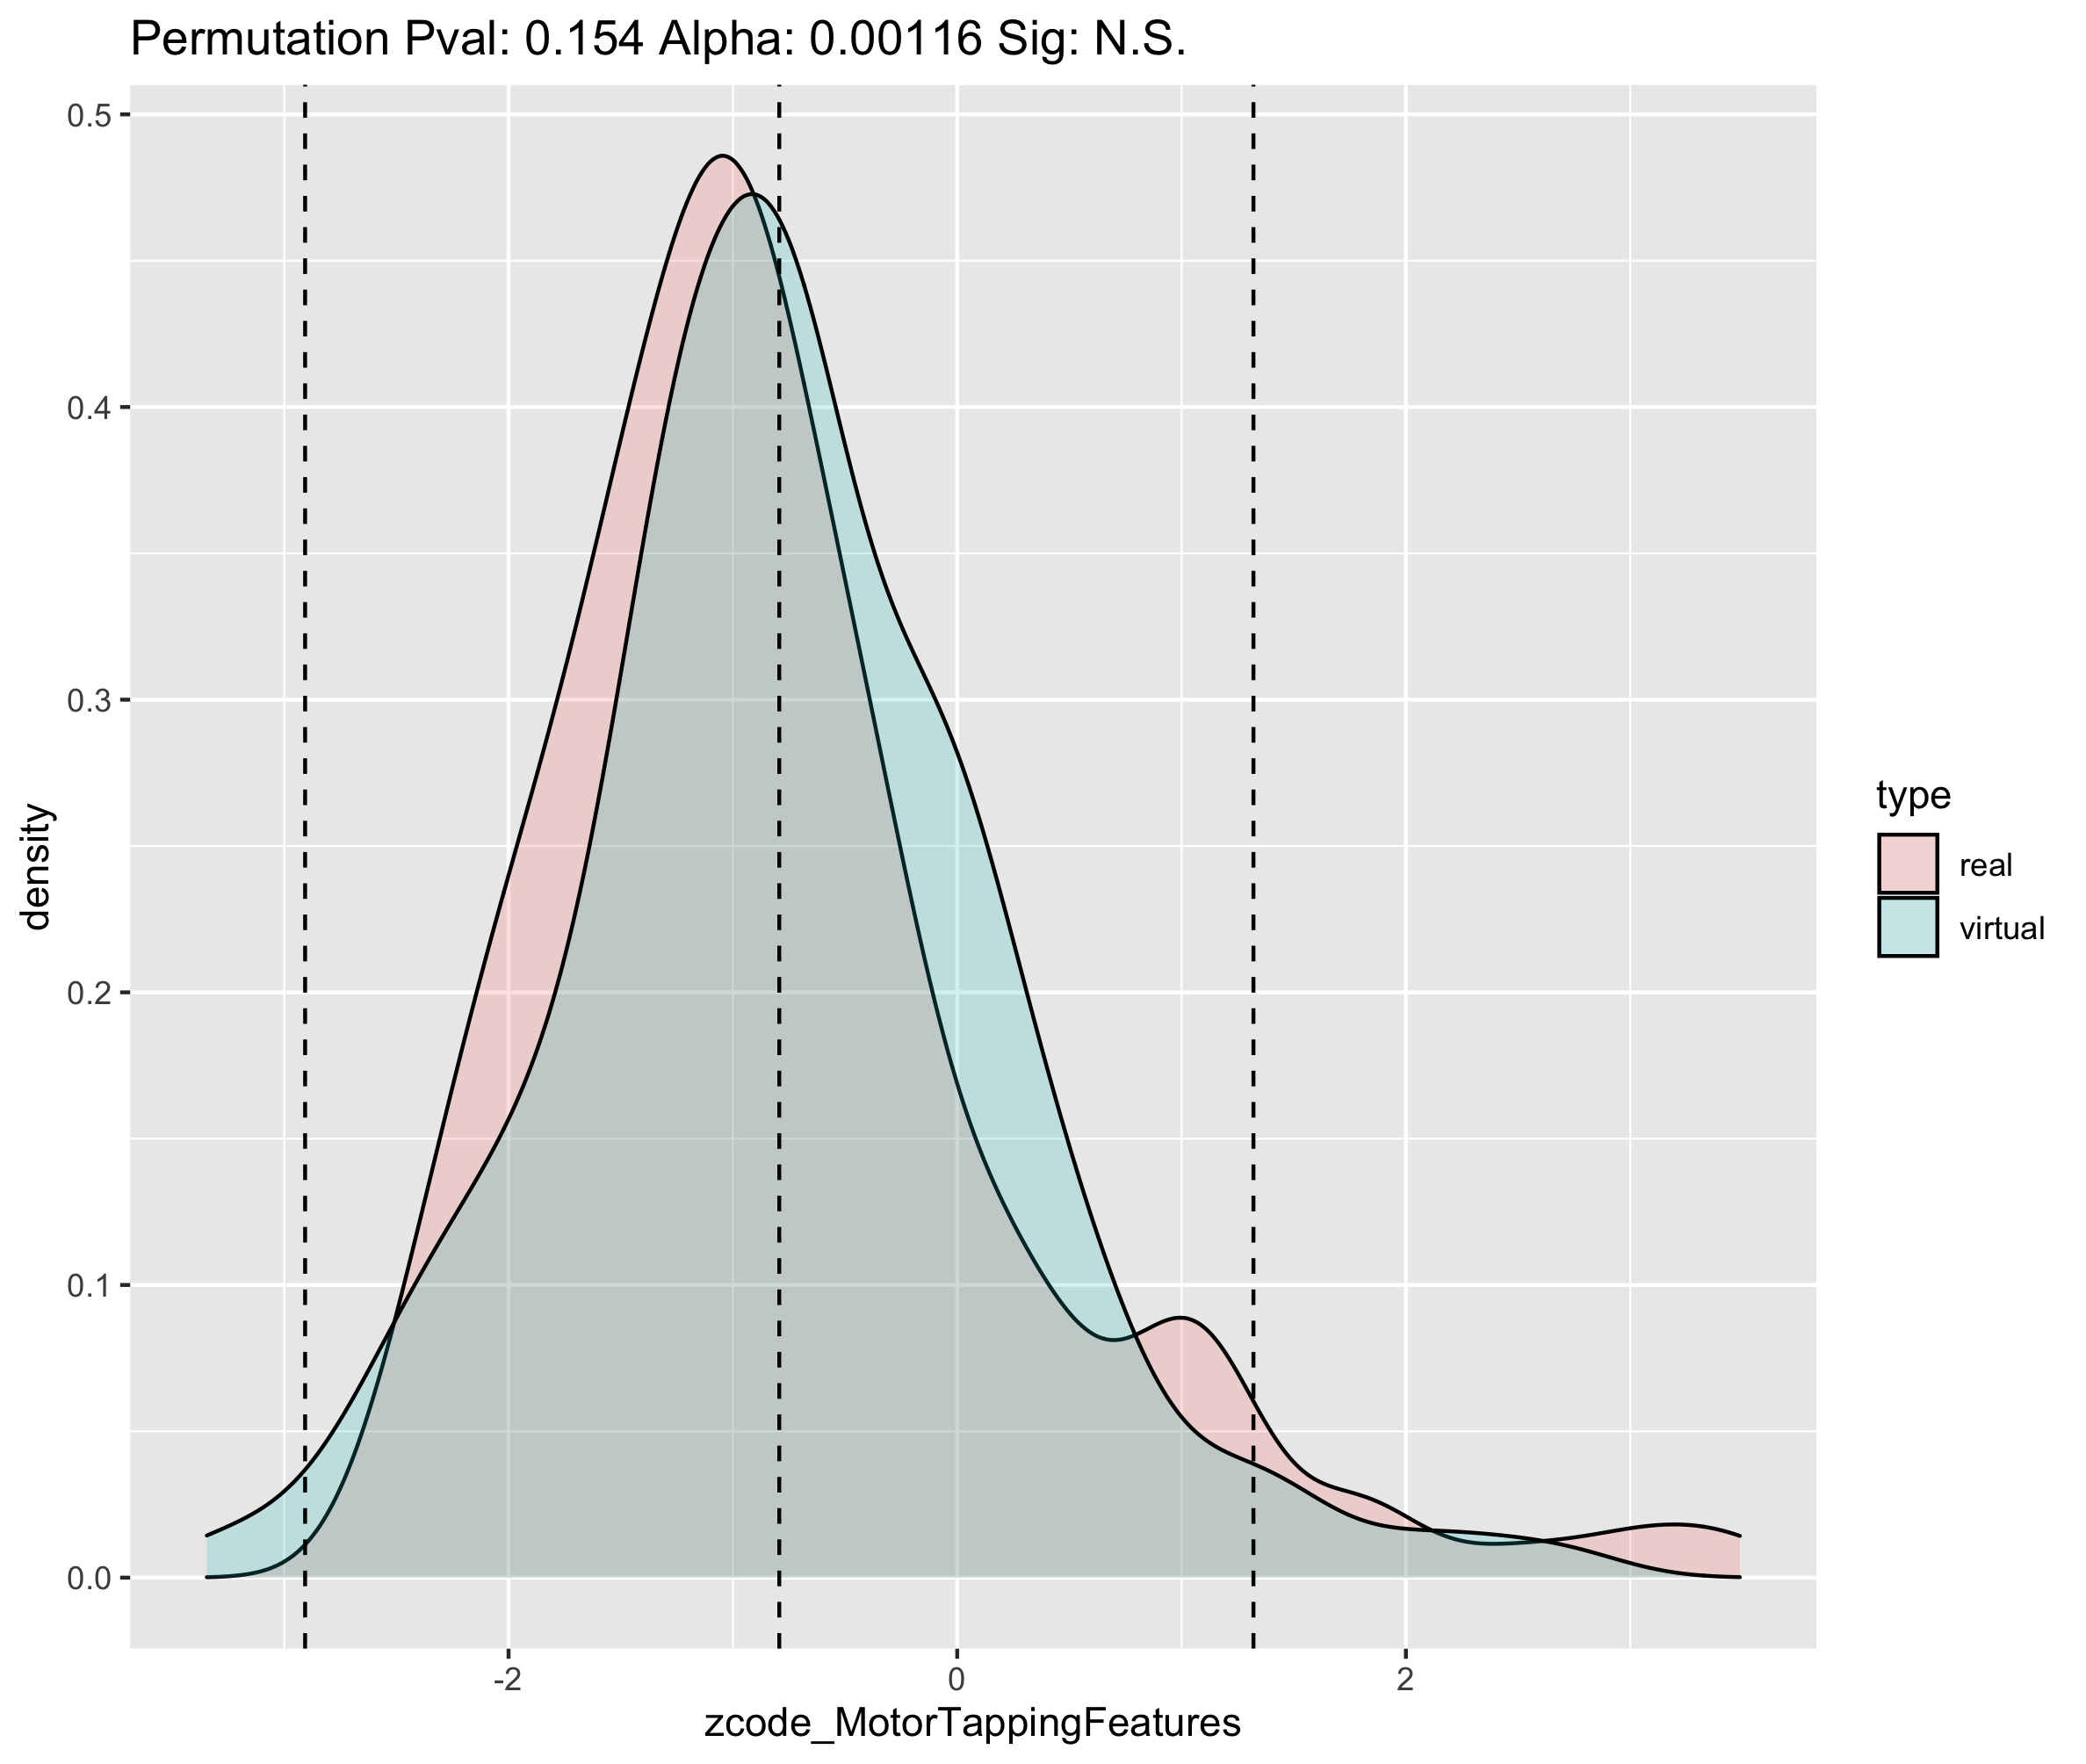 Permutation Pval: 0.154 Alpha: 0.00116 Sig: N.S.
0.5
0.4
0.3
0.2
0.1
0.0
density
-2
0
2
zcode_MotorTappingFeatures
type
real
virtual